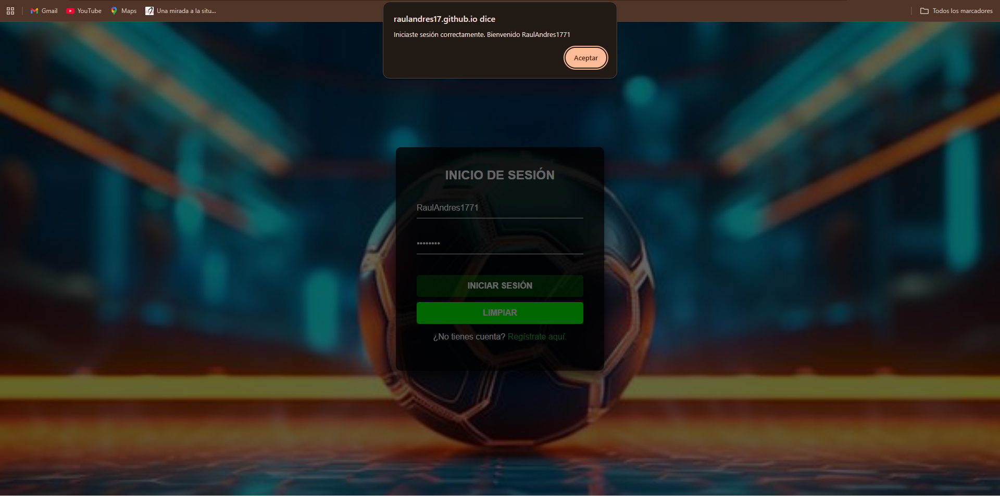 Gmail
YouTube
Maps
Una mirada a la situ...
Todos los marcadores
raulandres17.github.io dice
Iniciaste sesión correctamente. Bienvenido RaulAndres1771
Aceptar
INICIO DE SESIÓN
RaulAndres1771
••••••••
INICIAR SESIÓN
LIMPIAR
¿No tienes cuenta? Regístrate aquí.